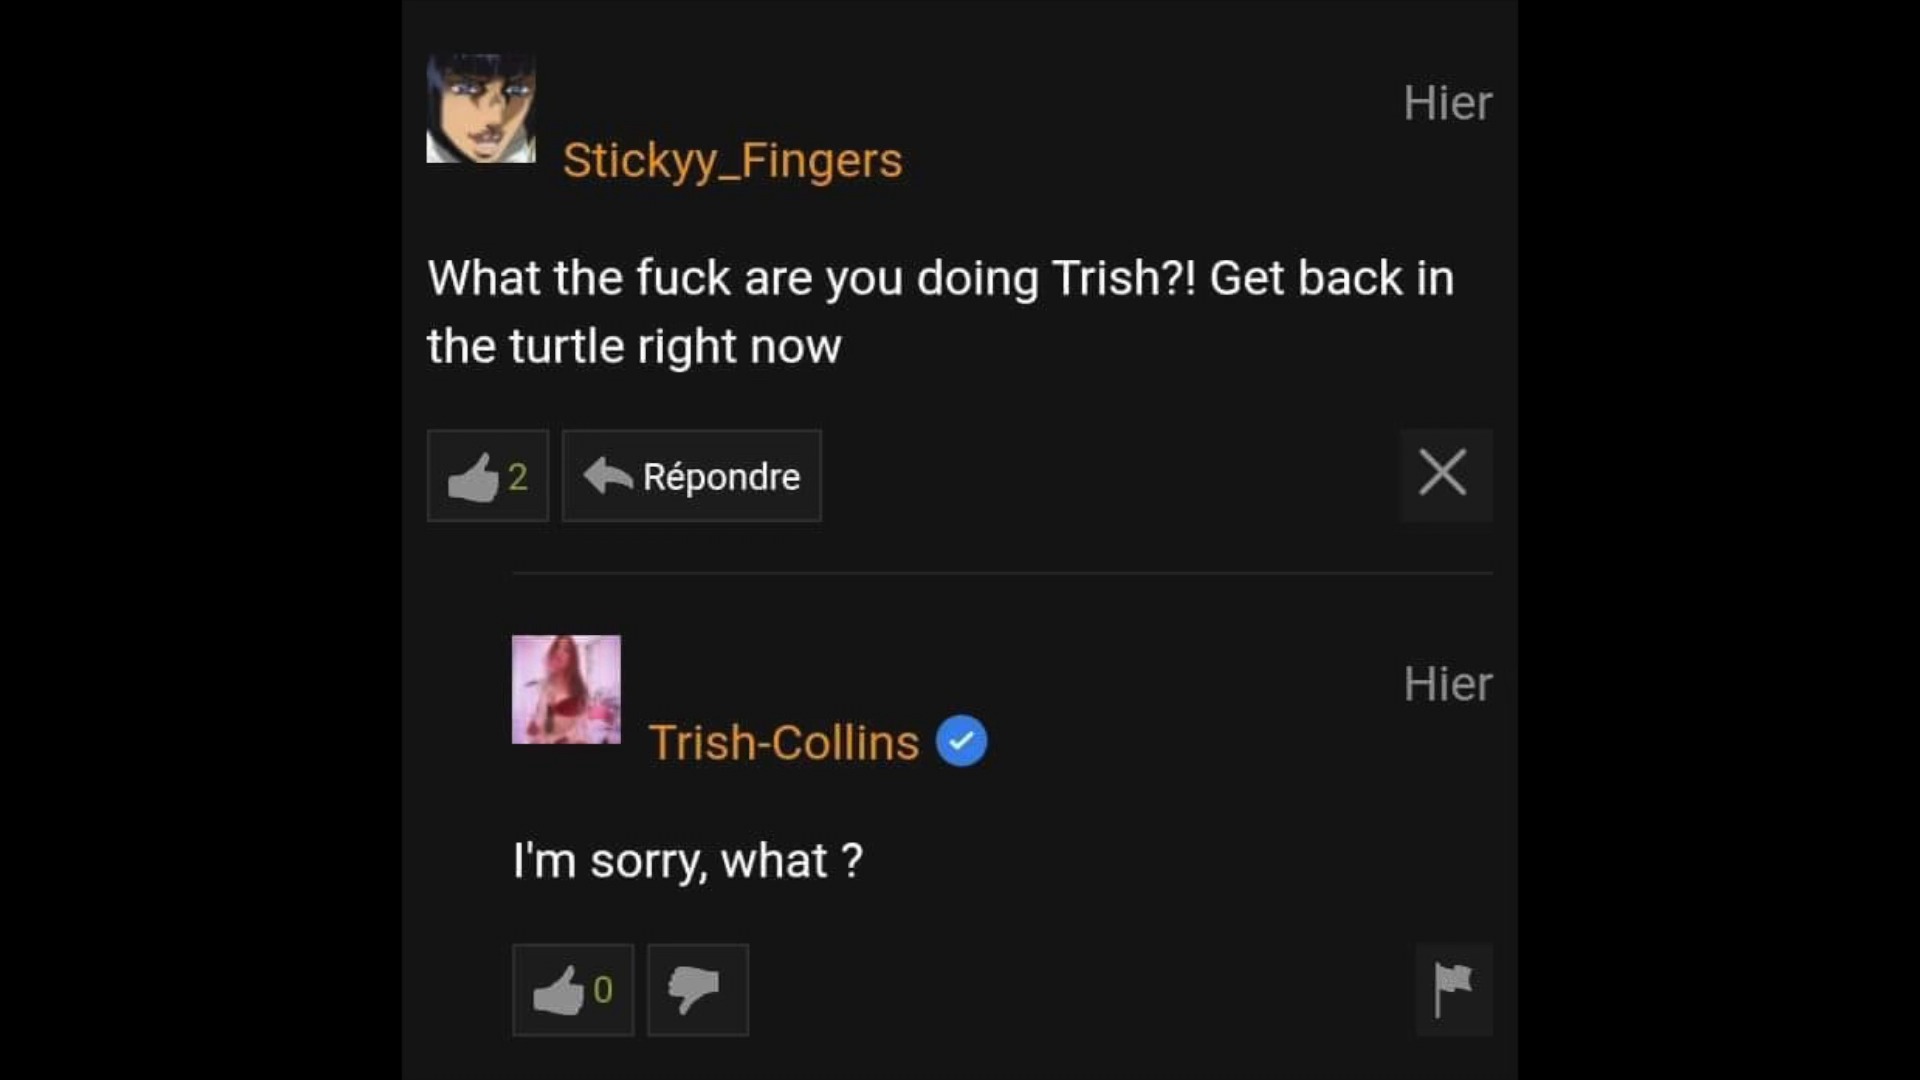 Hier
Stickyy_Fingers
What the fuck are you doing Trish?! Get back in
the turtle right now
2
Répondre
Hier
Trish-Collins
I'm sorry, what ?
0